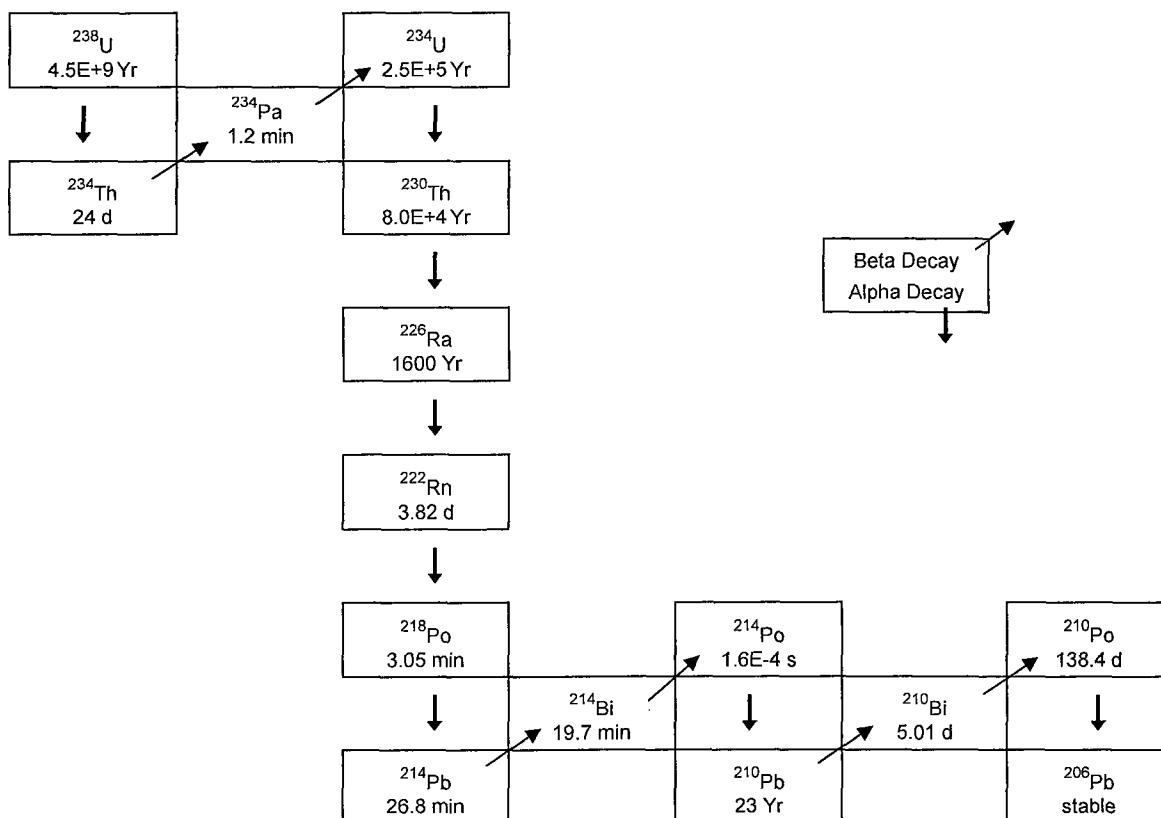 ²³⁸U
4.5E+9 Yr
²³⁴U
2.5E+5 Yr
²³⁴Pa
1.2 min
²³⁴Th
24 d
²³⁰Th
8.0E+4 Yr
Beta Decay
Alpha Decay
²²⁶Ra
1600 Yr
²²²Rn
3.82 d
²¹⁸Po
3.05 min
²¹⁴Po
1.6E-4 s
²¹⁰Po
138.4 d
²¹⁴Bi
19.7 min
²¹⁰Bi
5.01 d
²¹⁴Pb
26.8 min
²¹⁰Pb
23 Yr
²⁰⁶Pb
stable